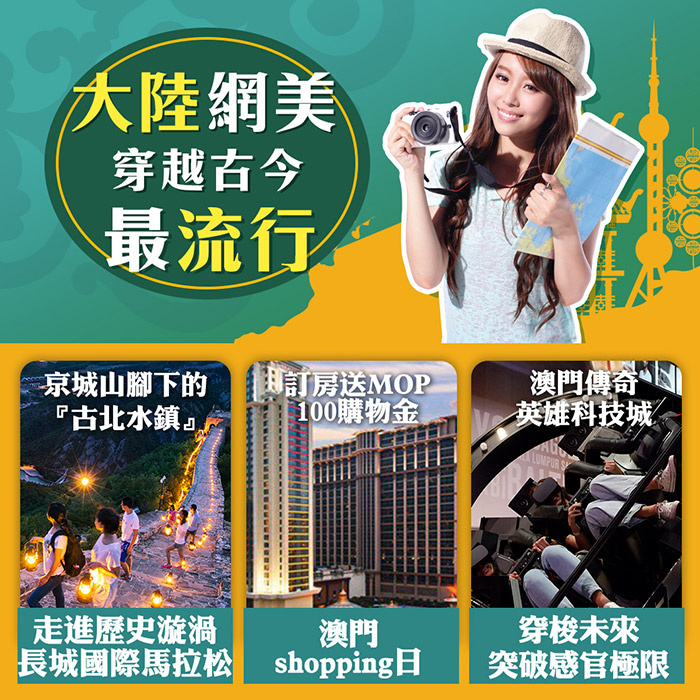 大陸網美
穿越古今
最流行
京城山腳下的
『古北水鎮』
走進歷史漩渦
長城國際馬拉松
訂房送MOP
100購物金
澳門
shopping日
澳門傳奇
英雄科技城
穿梭未來
突破感官極限